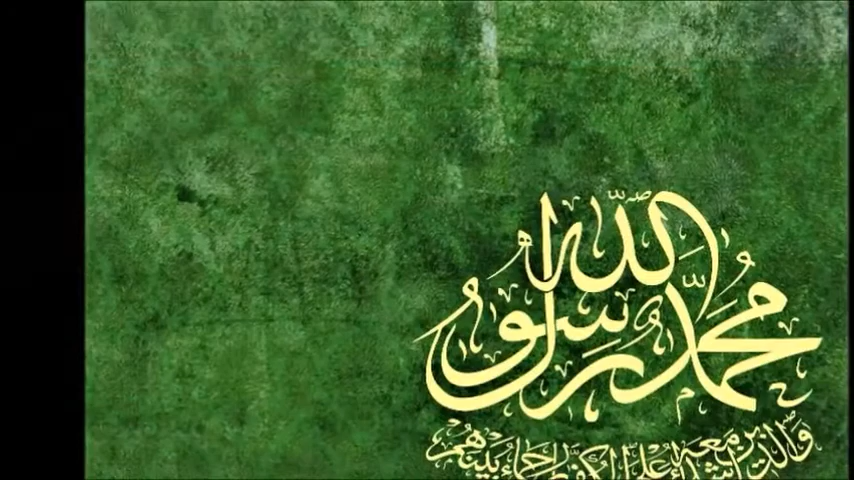 محمد رسول الله
والذين معه أشداء على الكفار رحماء بينهم